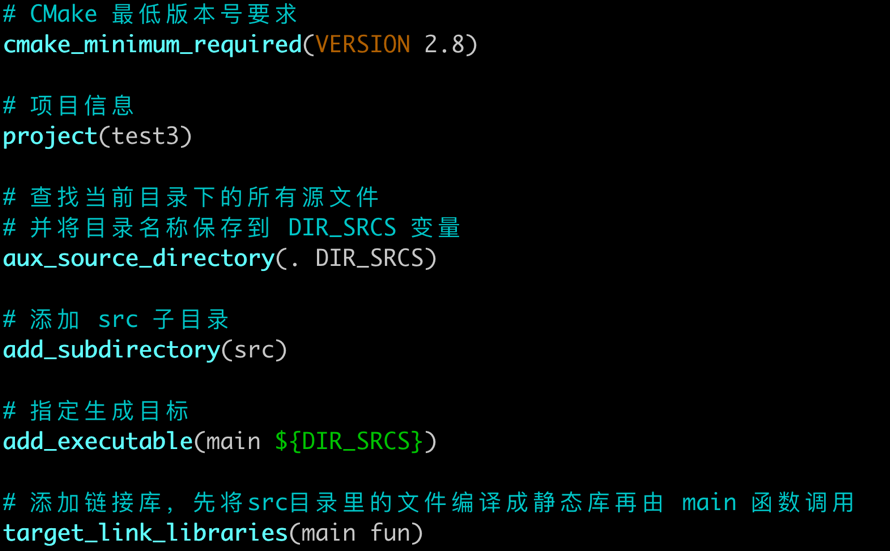 # CMake 最低版本号要求
cmake_minimum_required(VERSION 2.8)
# 项目信息
project(test3)
# 查找当前目录下的所有源文件
# 并将目录名称保存到 DIR_SRCS 变量
aux_source_directory(. DIR_SRCS)
# 添加 src 子目录
add_subdirectory(src)
# 指定生成目标
add_executable(main ${DIR_SRCS})
# 添加链接库，先将src目录里的文件编译成静态库再由 main 函数调用
target_link_libraries(main fun)